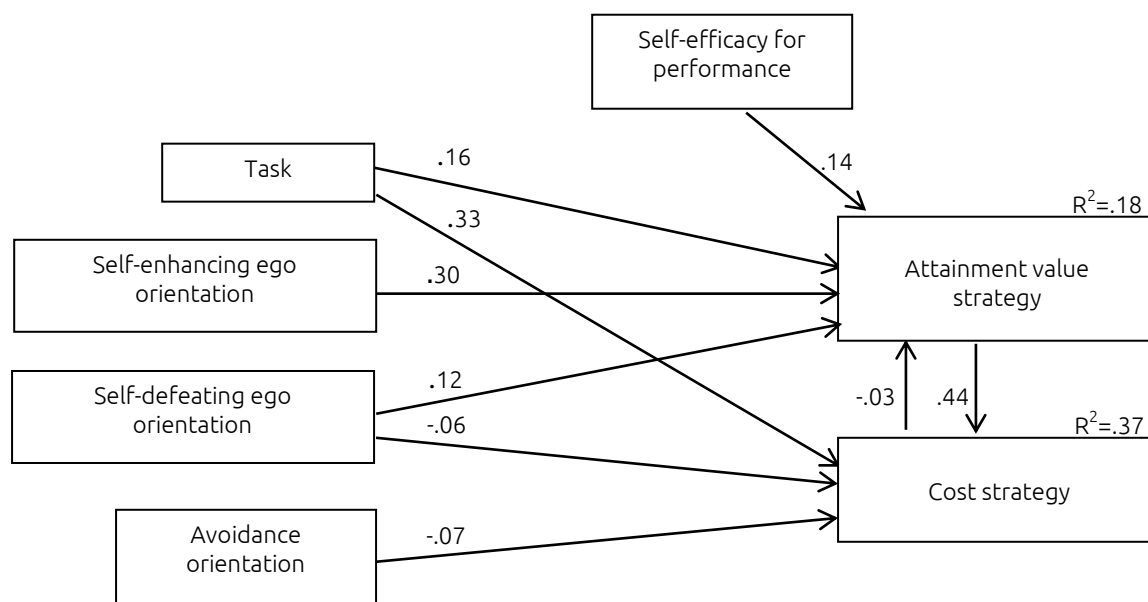 Self-efficacy for
performance
Task
.16
.14
.33
R²=.18
Self-enhancing ego
orientation
.30
Attainment value
strategy
Self-defeating ego
orientation
.12
-.06
-.03
.44
R²=.37
Cost strategy
Avoidance
orientation
-.07